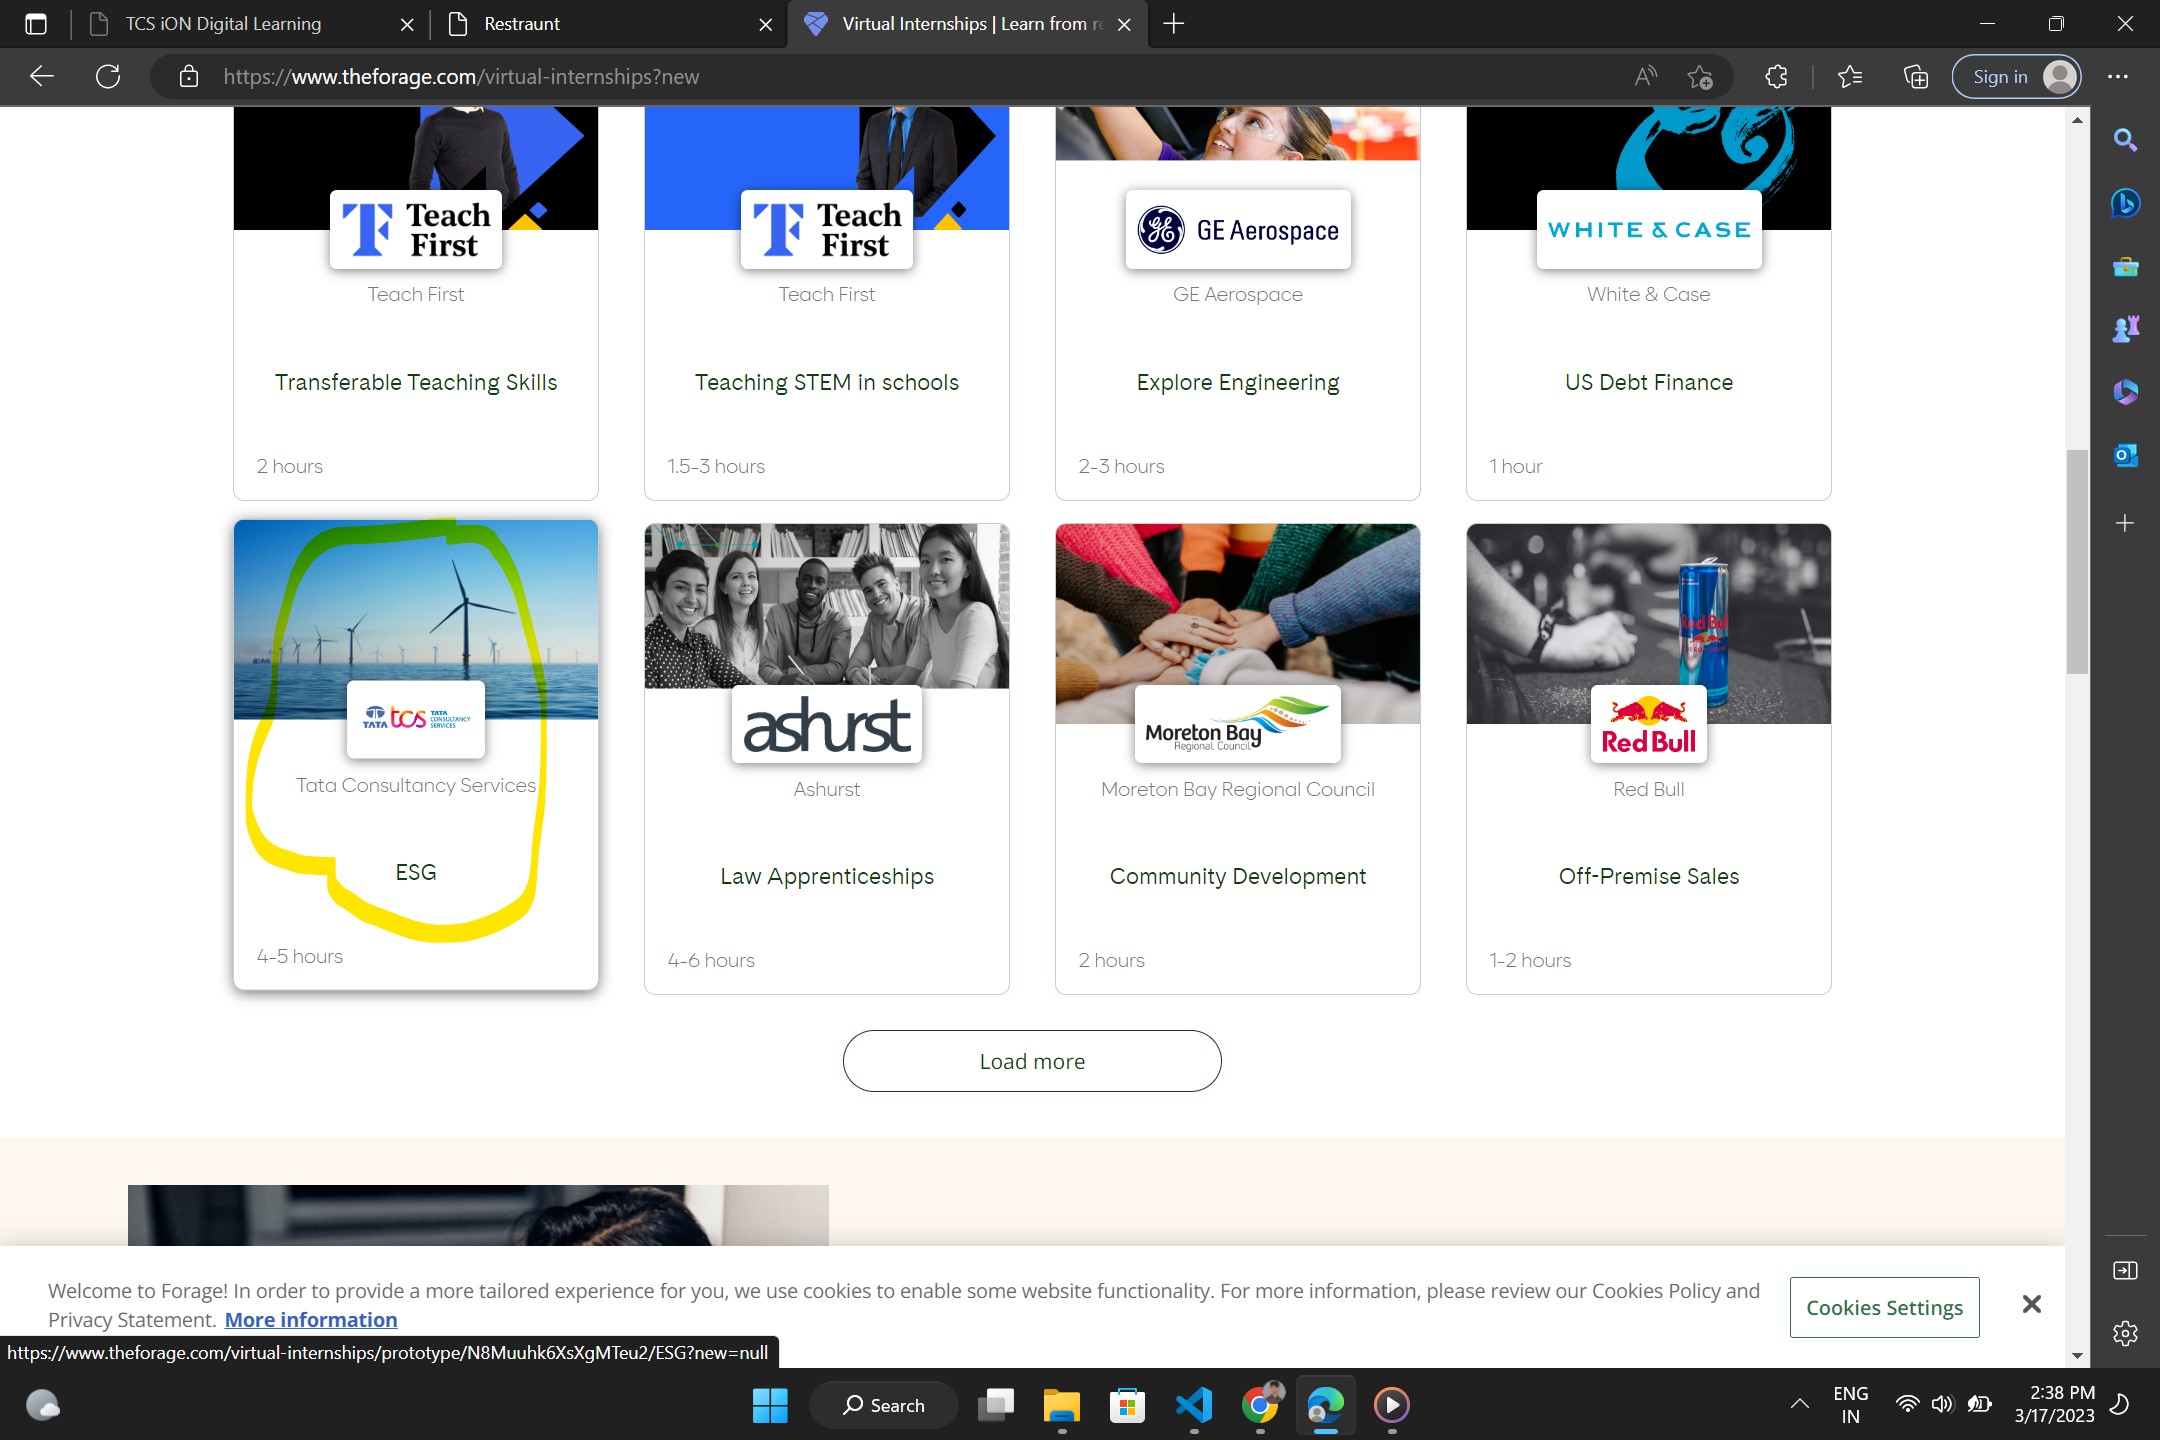 TCS iON Digital Learning
Restraunt
Virtual Internships | Learn from r
https://www.theforage.com/virtual-internships?new
Sign in
Teach First
Teach First
GE Aerospace
WHITE & CASE
Teach First
Teach First
GE Aerospace
White & Case
Transferable Teaching Skills
Teaching STEM in schools
Explore Engineering
US Debt Finance
2 hours
1.5-3 hours
2-3 hours
1 hour
TATA tcs TATA CONSULTANCY SERVICES
ashurst
Moreton Bay
Regional Council
Red Bull
Red Bull
Tata Consultancy Services
Ashurst
Moreton Bay Regional Council
Red Bull
ESG
Law Apprenticeships
Community Development
Off-Premise Sales
4-5 hours
4-6 hours
2 hours
1-2 hours
Load more
Welcome to Forage! In order to provide a more tailored experience for you, we use cookies to enable some website functionality. For more information, please review our Cookies Policy and
Privacy Statement. More information
Cookies Settings
https://www.theforage.com/virtual-internships/prototype/N8Muuhk6XsXgMTeu2/ESG?new=null
Search
ENG
IN
2:38 PM
3/17/2023